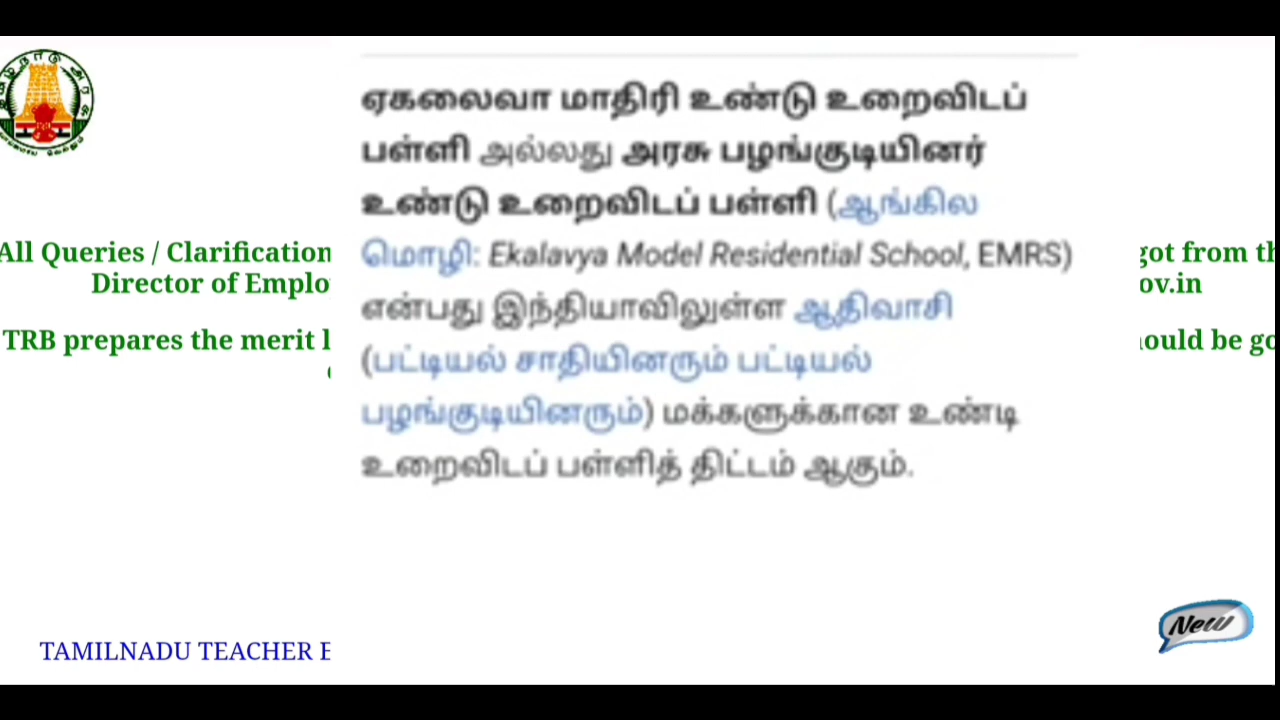 ஏகலைவா மாதிரி உண்டு உறைவிடப்
பள்ளி அல்லது அரசு பழங்குடியினர்
உண்டு உறைவிடப் பள்ளி (ஆங்கில
மொழி: Ekalavya Model Residential School, EMRS)
என்பது இந்தியாவிலுள்ள ஆதிவாசி
(பட்டியல் சாதியினரும் பட்டியல்
பழங்குடியினரும்) மக்களுக்கான உண்டி
உறைவிடப் பள்ளித் திட்டம் ஆகும்.
All Queries / Clarification got from th
Director of Emplo ov.in
TRB prepares the merit l ould be go
TAMILNADU TEACHER E
New